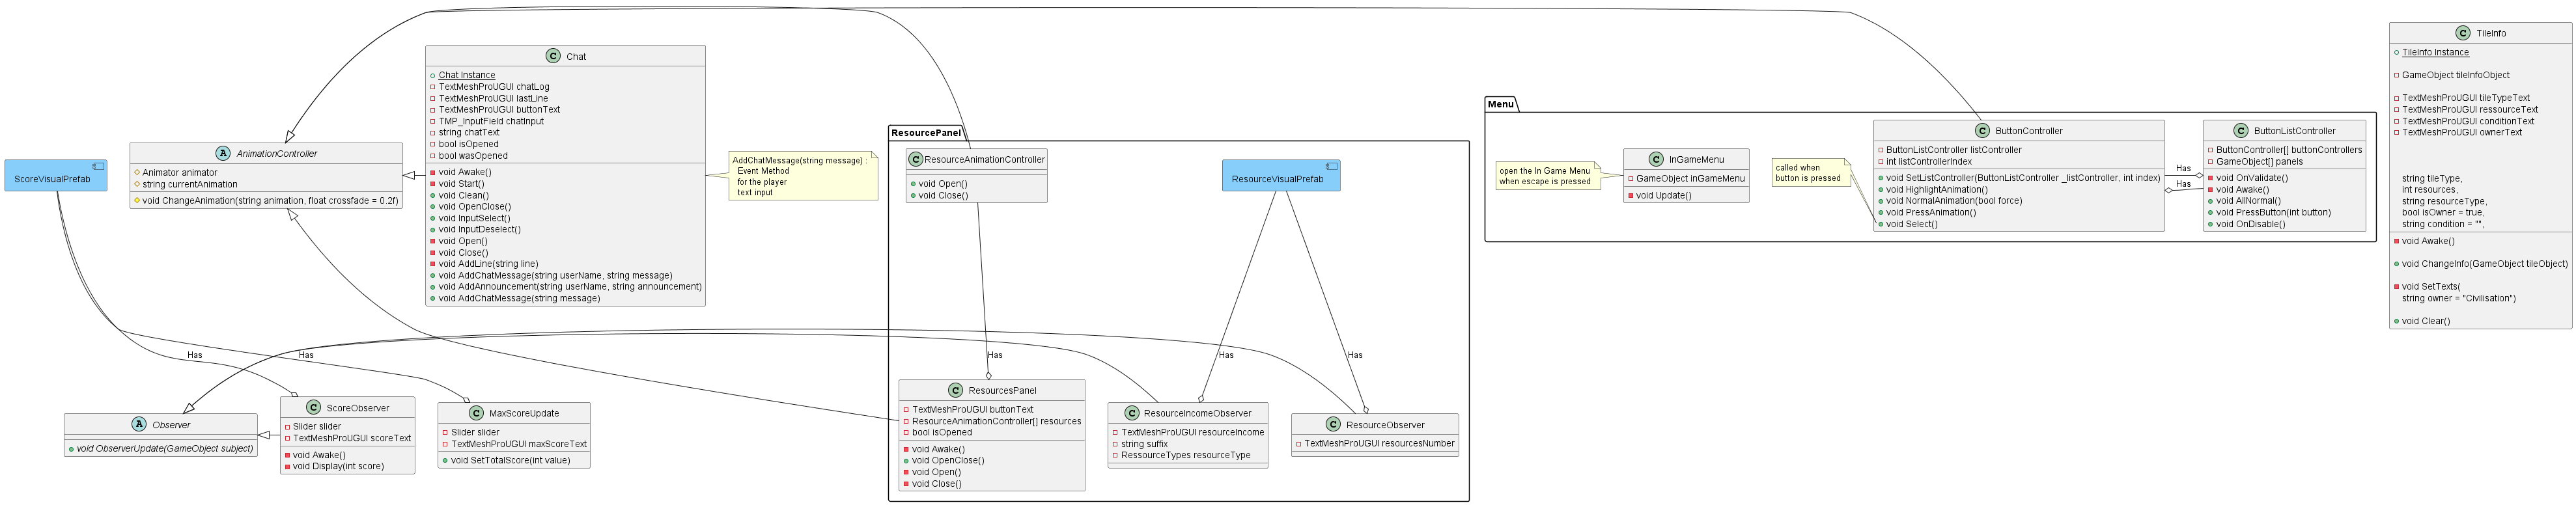 ScoreVisualPrefab
A AnimationController
Animator animator
string currentAnimation
void ChangeAnimation(string animation, float crossfade = 0.2f)
C Chat
Chat Instance
TextMeshProUGUI chatLog
TextMeshProUGUI lastLine
TextMeshProUGUI buttonText
TMP_InputField chatInput
string chatText
bool isOpened
bool wasOpened
void Awake()
void Start()
void Clean()
void OpenClose()
void InputSelect()
void InputDeselect()
void Open()
void Close()
void AddLine(string line)
void AddChatMessage(string userName, string message)
void AddAnnouncement(string userName, string announcement)
void AddChatMessage(string message)
AddChatMessage(string message) :
Event Method
for the player
text input
Has
Has
A Observer
void ObserverUpdate(GameObject subject)
C ScoreObserver
Slider slider
TextMeshProUGUI scoreText
void Awake()
void Display(int score)
C MaxScoreUpdate
Slider slider
TextMeshProUGUI maxScoreText
void SetTotalScore(int value)
ResourcePanel
C ResourceAnimationController
void Open()
void Close()
ResourceVisualPrefab
Has
Has
Has
C ResourcesPanel
TextMeshProUGUI buttonText
ResourceAnimationController[] resources
bool isOpened
void Awake()
void OpenClose()
void Open()
void Close()
C ResourceIncomeObserver
TextMeshProUGUI resourceIncome
string suffix
RessourceTypes resourceType
C ResourceObserver
TextMeshProUGUI resourcesNumber
Menu
open the In Game Menu
when escape is pressed
C InGameMenu
GameObject inGameMenu
void Update()
called when
button is pressed
C ButtonController
ButtonListController listController
int listControllerIndex
void SetListController(ButtonListController _listController, int index)
void HighlightAnimation()
void NormalAnimation(bool force)
void PressAnimation()
void Select()
Has
Has
C ButtonListController
ButtonController[] buttonControllers
GameObject[] panels
void OnValidate()
void Awake()
void AllNormal()
void PressButton(int button)
void OnDisable()
C TileInfo
TileInfo Instance
GameObject tileInfoObject
TextMeshProUGUI tileTypeText
TextMeshProUGUI ressourceText
TextMeshProUGUI conditionText
TextMeshProUGUI ownerText
string tileType,
int resources,
string resourceType,
bool isOwner = true,
string condition = "",
void Awake()
void ChangeInfo(GameObject tileObject)
void SetTexts(
string owner = "Civilisation")
void Clear()